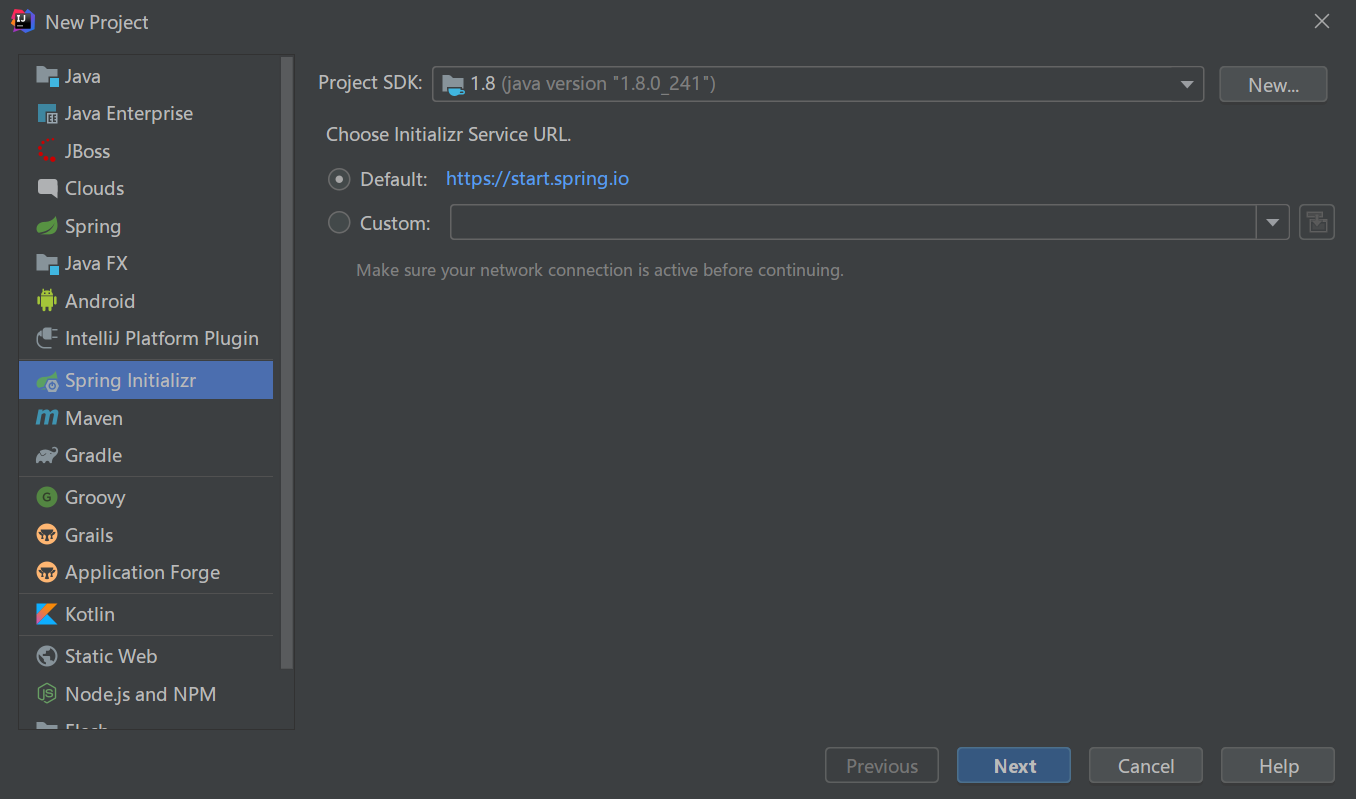 New Project
Java
Java Enterprise
JBoss
Clouds
Spring
Java FX
Android
IntelliJ Platform Plugin
Spring Initializr
Maven
Gradle
Groovy
Grails
Application Forge
Kotlin
Static Web
Node.js and NPM
Project SDK: 1.8 (java version "1.8.0_241") New...
Choose Initializr Service URL.
Default: https://start.spring.io
Custom:
Make sure your network connection is active before continuing.
Previous Next Cancel Help